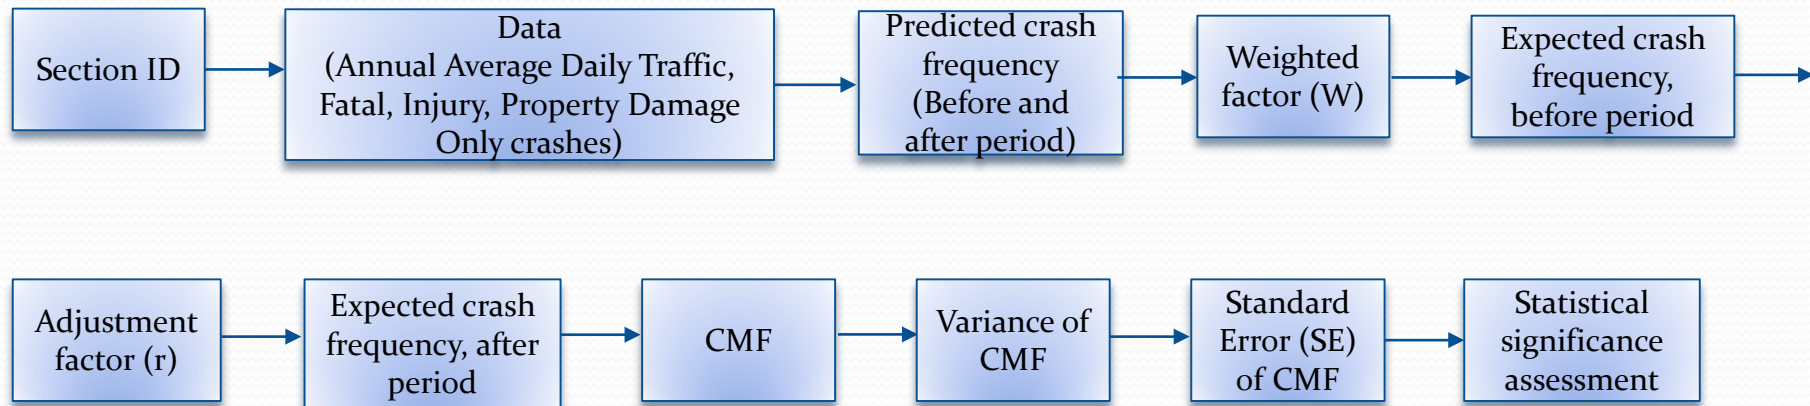 Section ID
Data
(Annual Average Daily Traffic,
Fatal, Injury, Property Damage
Only crashes)
Predicted crash
frequency
(Before and
after period)
Weighted
factor (W)
Expected crash
frequency,
before period
Adjustment
factor (r)
Expected crash
frequency, after
period
CMF
Variance of
CMF
Standard
Error (SE)
of CMF
Statistical
significance
assessment